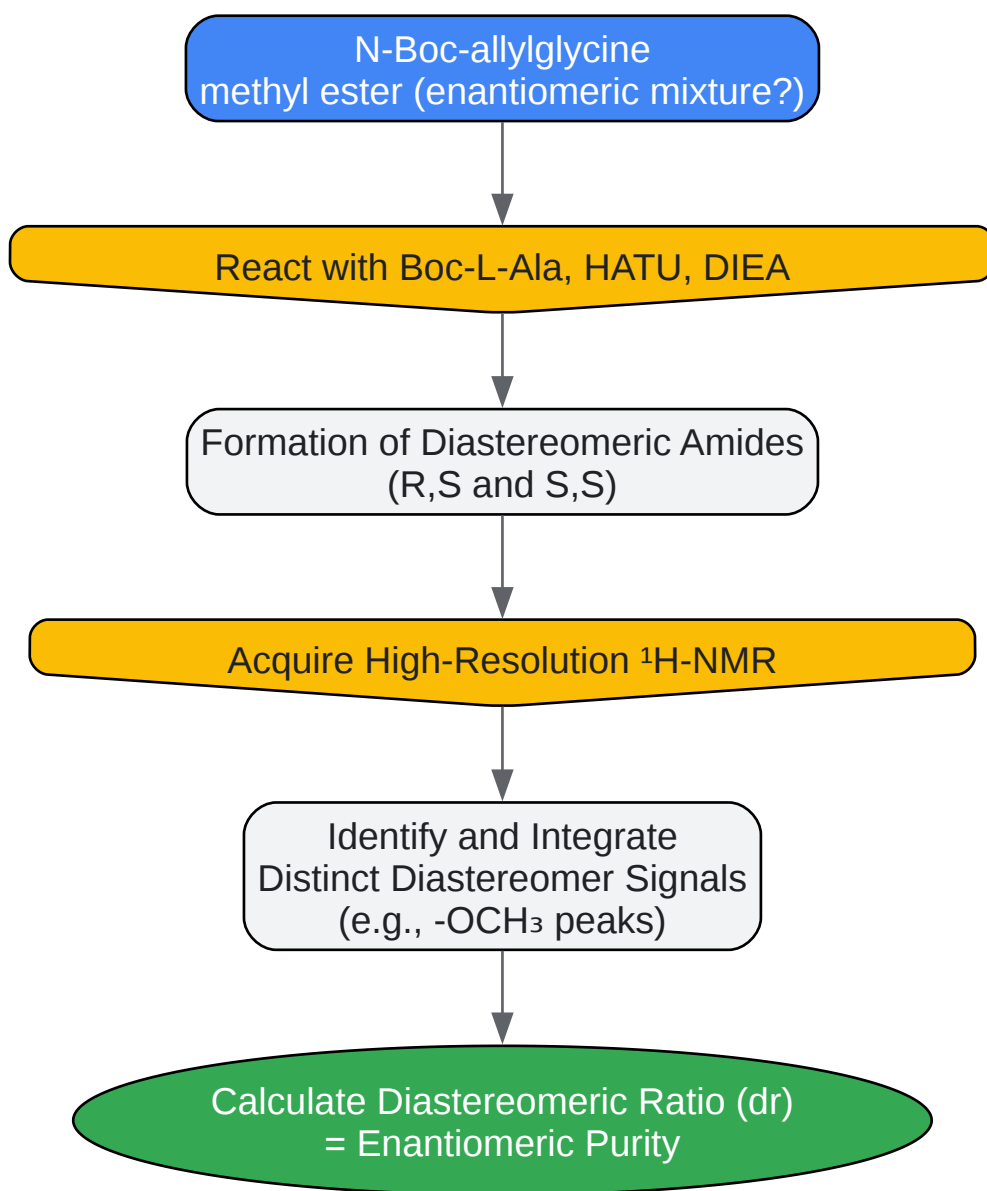 N-Boc-allylglycine
methyl ester (enantiomeric mixture?)
React with Boc-L-Ala, HATU, DIEA
Formation of Diastereomeric Amides
(R,S and S,S)
Acquire High-Resolution ¹H-NMR
Identify and Integrate
Distinct Diastereomer Signals
(e.g., -OCH₃ peaks)
Calculate Diastereomeric Ratio (dr)
= Enantiomeric Purity